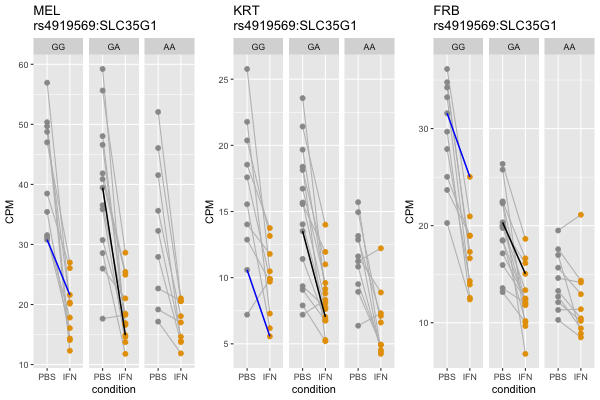 MEL
rs4919569:SLC35G1
GG GA AA
60
50
40
30
20
10
CPM
PBS IFN PBS IFN PBS IFN
condition
KRT
rs4919569:SLC35G1
GG GA AA
25
20
15
10
5
CPM
PBS IFN PBS IFN PBS IFN
condition
FRB
rs4919569:SLC35G1
GG GA AA
30
20
10
CPM
PBS IFN PBS IFN PBS IFN
condition